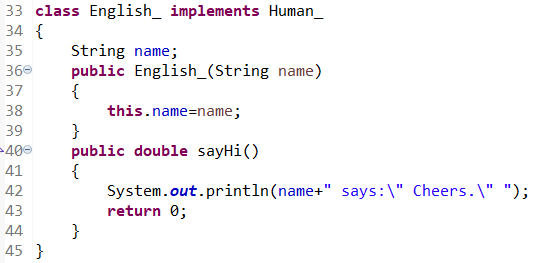 33 class English_ implements Human_
34 {
35     String name;
36     public English_(String name)
37     {
38         this.name=name;
39     }
40     public double sayHi()
41     {
42         System.out.println(name+" says:\" Cheers.\" ");
43         return 0;
44     }
45 }